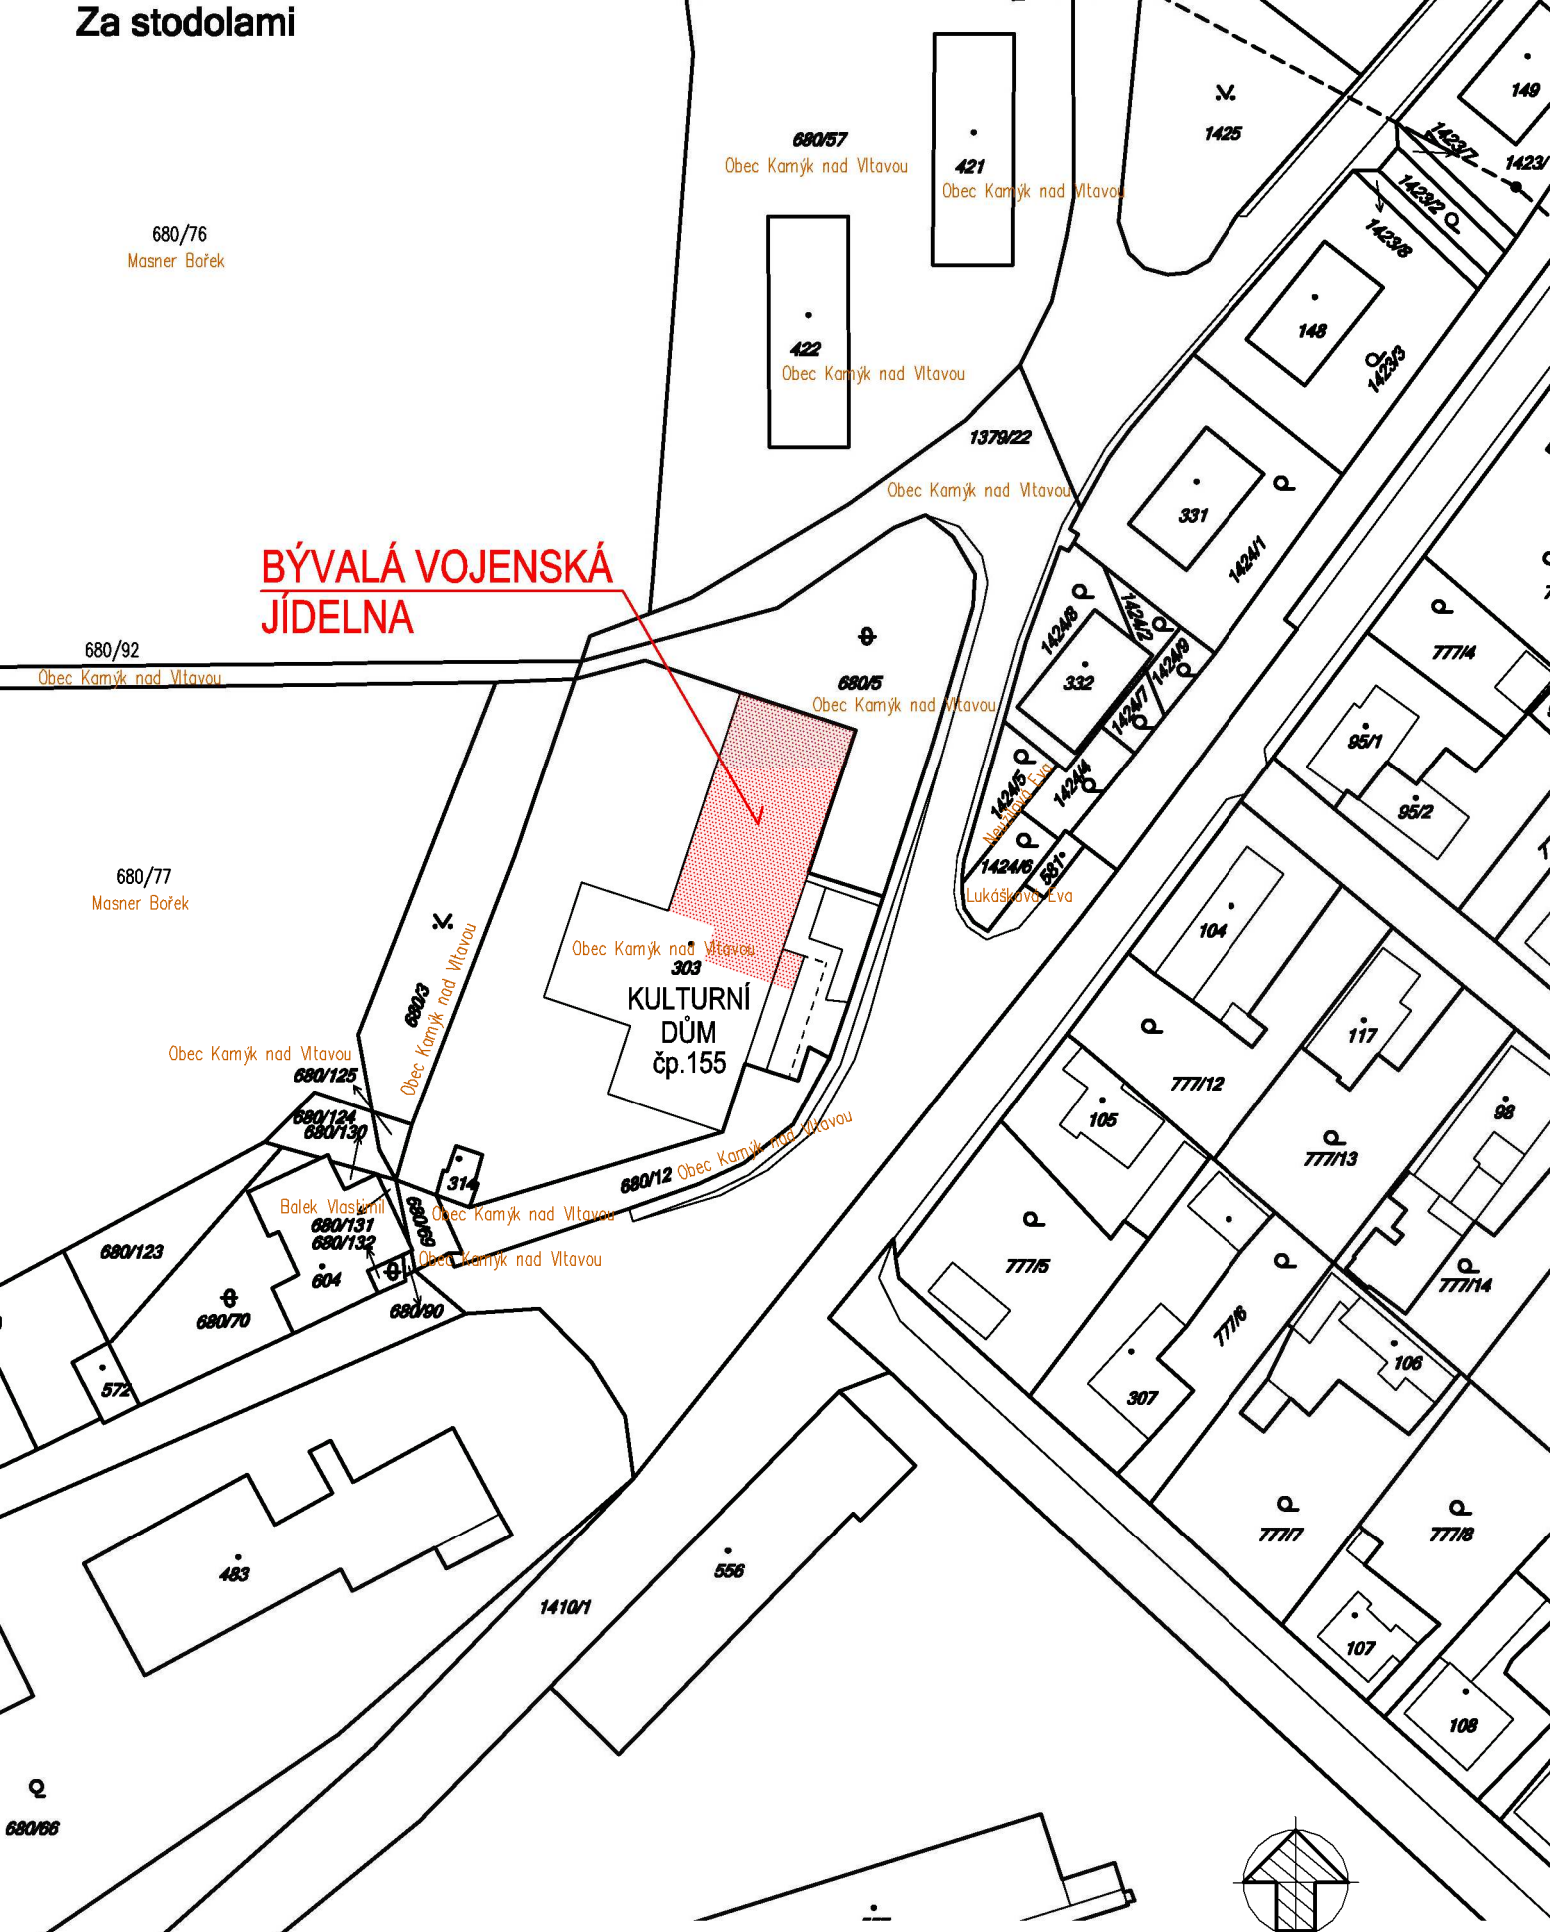 Za stodolami
149
1425
680/57
Obec Kamýk nad Vltavou
421
Obec Kamýk nad Vltavou
1423/7
1423/
1423/2
1423/8
680/76
Masner Bořek
148
422
Obec Kamýk nad Vltavou
1423/3
1379/22
Obec Kamýk nad Vltavou
331
1424/1
BÝVALÁ VOJENSKÁ
JÍDELNA
1424/8
1424/2
1424/9
680/92
Obec Kamýk nad Vltavou
680/5
Obec Kamýk nad Vltavou
332
1424/7
777/4
95/1
1424/5
1424/4
Neužilová Eva
95/2
1424/6
581
Lukášková Eva
680/77
Masner Bořek
104
Obec Kamýk nad Vltavou
303
KULTURNÍ
DŮM
čp.155
680/3
Obec Kamýk nad Vltavou
117
Obec Kamýk nad Vltavou
680/125
777/12
680/124
680/130
105
98
777/13
314
680/12
Obec Kamýk nad Vltavou
Balek Vlastimil
Obec Kamýk nad Vltavou
680/131
680/132
680/69
Obec Kamýk nad Vltavou
680/123
604
777/5
777/14
680/70
680/90
777/6
106
572
307
483
556
777/7
777/8
1410/1
107
108
680/66